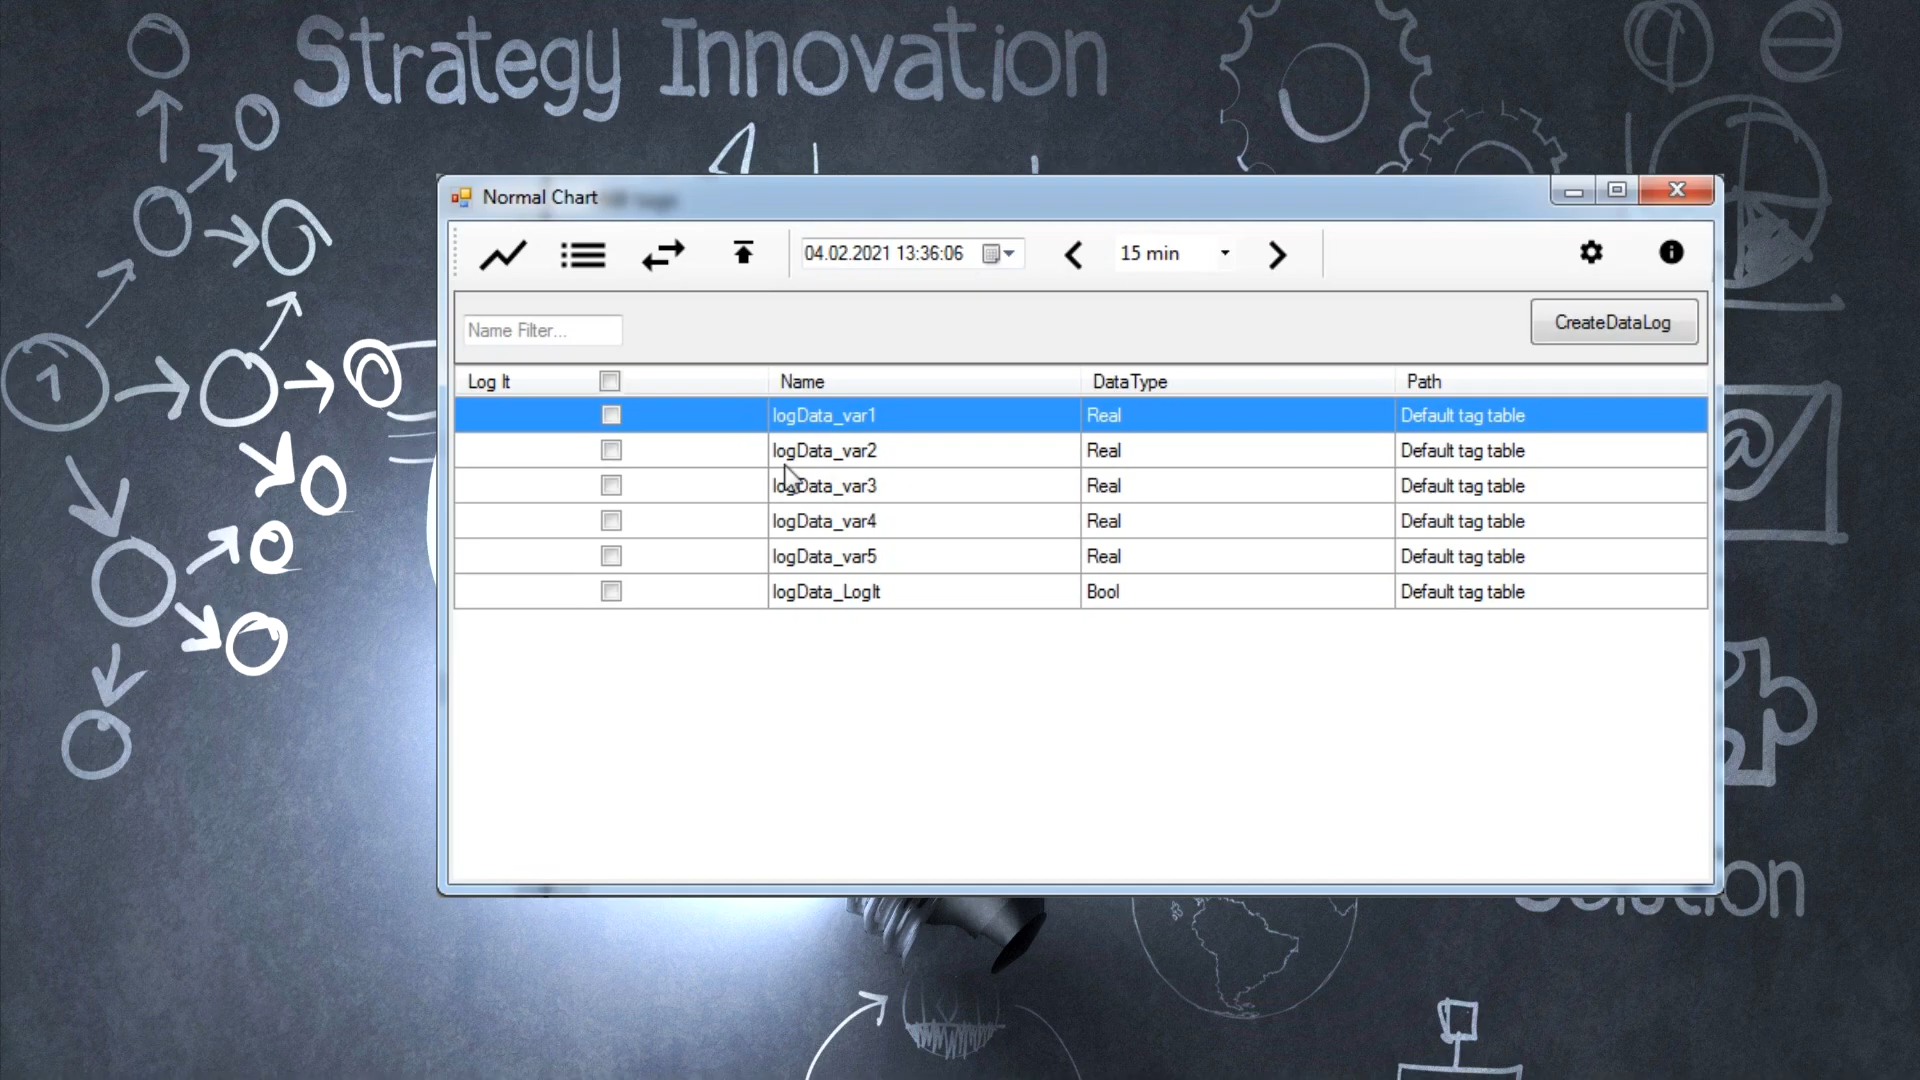 Strategy Innovation
Normal Chart
04.02.2021 13:36:06
15 min
Name Filter...
CreateDataLog
Log It Name DataType Path
logData_var1 Real Default tag table
logData_var2 Real Default tag table
logData_var3 Real Default tag table
logData_var4 Real Default tag table
logData_var5 Real Default tag table
logData_LogIt Bool Default tag table
1
@